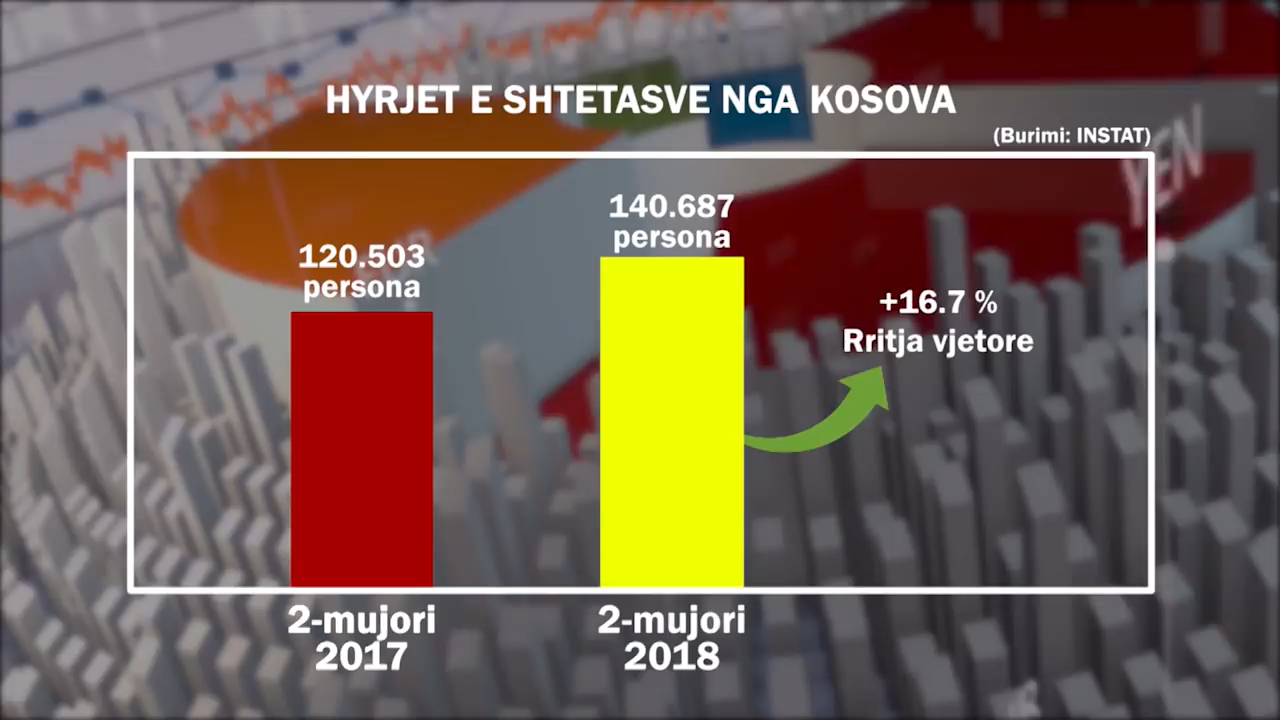 HYRJET E SHTETASVE NGA KOSOVA
(Burimi: INSTAT)
YEN
120.503
persona
140.687
persona
+16.7 %
Rritja vjetore
2-mujori
2017
2-mujori
2018